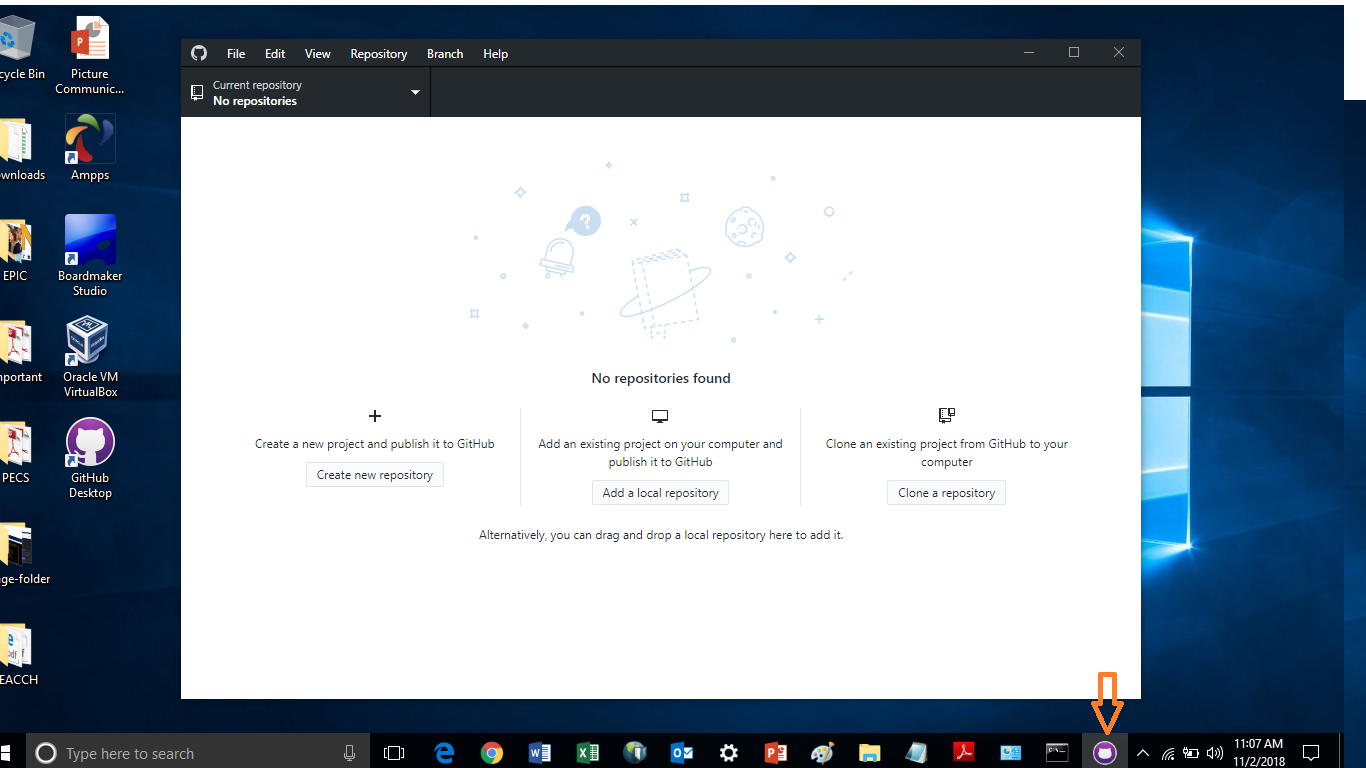 cycle Bin
Picture
Communic...
wnloads
Ampps
EPIC
Boardmaker
Studio
portant
Oracle VM
VirtualBox
PECS
GitHub
Desktop
ge-folder
EACCH
File Edit View Repository Branch Help
Current repository
No repositories
?
No repositories found
Create a new project and publish it to GitHub
Create new repository
Add an existing project on your computer and
publish it to GitHub
Add a local repository
Clone an existing project from GitHub to your
computer
Clone a repository
Alternatively, you can drag and drop a local repository here to add it.
Type here to search
11:07 AM
11/2/2018